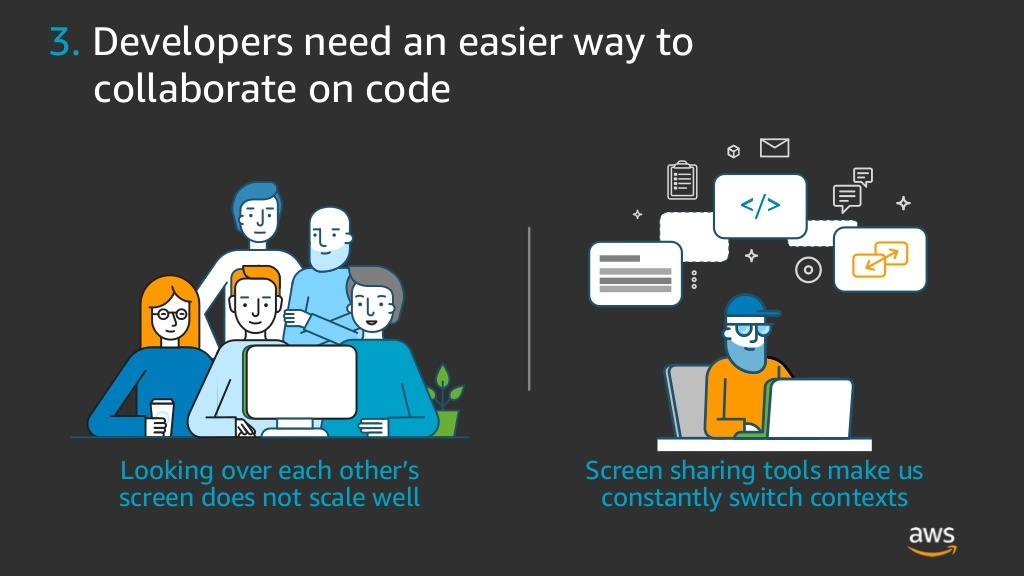 3. Developers need an easier way to
collaborate on code
</>
Looking over each other’s
screen does not scale well
Screen sharing tools make us
constantly switch contexts
aws